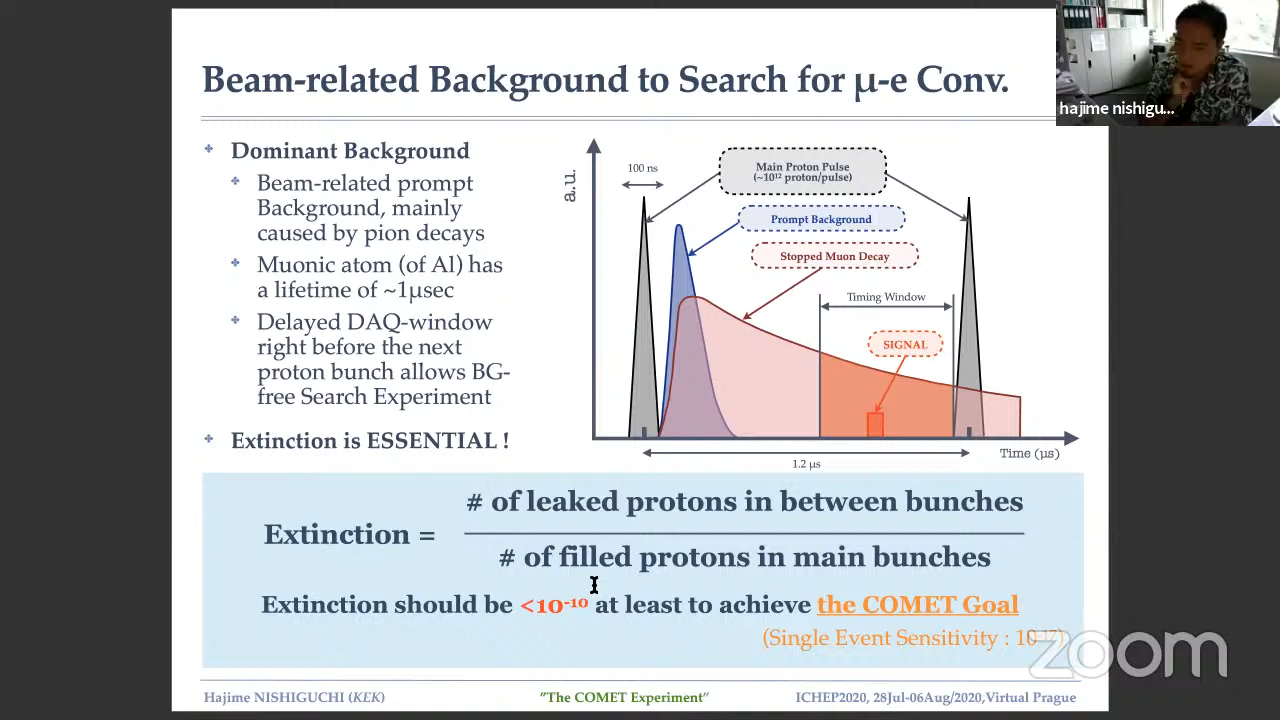 Beam-related Background to Search for μ-e Conv.
hajime nishigu...
Dominant Background
Beam-related prompt
Background, mainly
caused by pion decays
Muonic atom (of Al) has
a lifetime of ~1μsec
Delayed DAQ-window
right before the next
proton bunch allows BG-
free Search Experiment
Extinction is ESSENTIAL !
a.u.
100 ns
Main Proton Pulse
(~10¹² proton/pulse)
Prompt Background
Stopped Muon Decay
Timing Window
SIGNAL
Time (μs)
1.2 μs
# of leaked protons in between bunches
Extinction =
# of filled protons in main bunches
Extinction should be <10⁻¹⁰ at least to achieve the COMET Goal
(Single Event Sensitivity : 10⁻¹⁷)
zoom
Hajime NISHIGUCHI (KEK)
"The COMET Experiment"
ICHEP2020, 28Jul-06Aug/2020,Virtual Prague